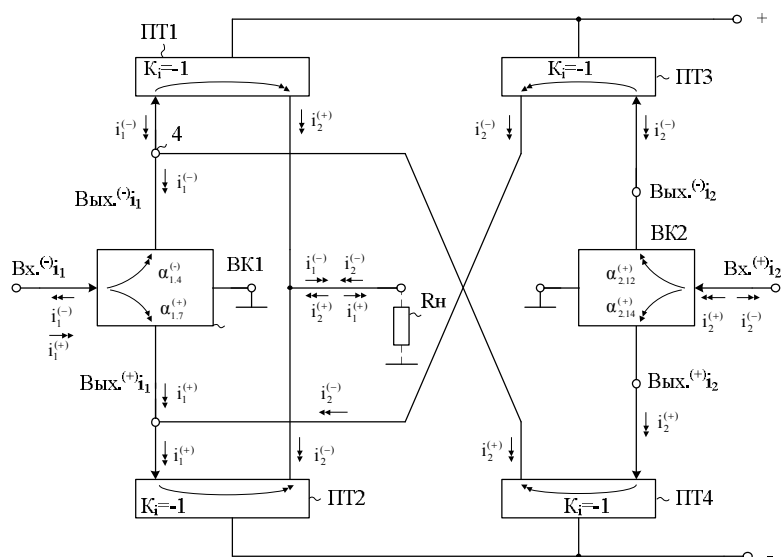 ПТ1
+
Kᵢ=-1
Kᵢ=-1
ПТ3
i₁⁽⁻⁾
4
i₂⁽⁺⁾
i₂⁽⁻⁾
i₂⁽⁻⁾
i₁⁽⁻⁾
Вых.⁽⁻⁾i₁
Вых.⁽⁻⁾i₂
Вх.⁽⁻⁾i₁
ВК1
ВК2
Вх.⁽⁺⁾i₂
α₁.₄⁽⁻⁾
α₁.₇⁽⁺⁾
i₁⁽⁻⁾ i₂⁽⁻⁾
i₂⁽⁺⁾ i₁⁽⁺⁾
Rн
α₂.₁₂⁽⁺⁾
α₂.₁₄⁽⁺⁾
i₁⁽⁻⁾
i₁⁽⁺⁾
i₂⁽⁺⁾ i₂⁽⁻⁾
Вых.⁽⁺⁾i₁
i₁⁽⁺⁾
i₂⁽⁻⁾
Вых.⁽⁺⁾i₂
i₂⁽⁺⁾
i₁⁽⁺⁾
i₂⁽⁻⁾
i₂⁽⁺⁾
Kᵢ=-1
ПТ2
Kᵢ=-1
ПТ4
−